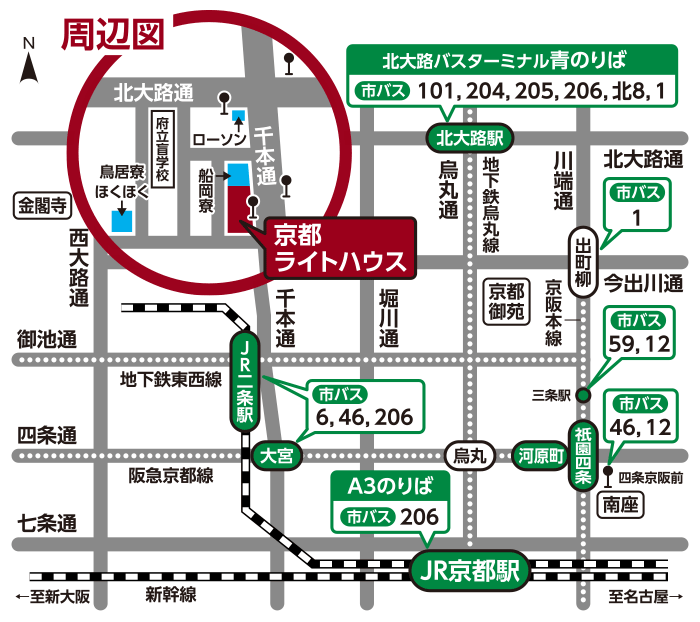 周辺図
N
北大路バスターミナル青のりば
市バス 101, 204, 205, 206, 北8, 1
北大路通
府立盲学校
ローソン
千本通
鳥居寮
ほくほく
船岡寮
京都
ライトハウス
金閣寺
西大路通
北大路駅
烏丸通
地下鉄烏丸線
川端通
北大路通
市バス
1
出町柳
今出川通
京都
御苑
京阪本線
千本通
堀川通
御池通
地下鉄東西線
JR二条駅
市バス
6, 46, 206
市バス
59, 12
三条駅
市バス
46, 12
四条通
大宮
阪急京都線
烏丸
河原町
祇園四条
四条京阪前
南座
A3のりば
市バス 206
七条通
JR京都駅
←至新大阪
新幹線
至名古屋→